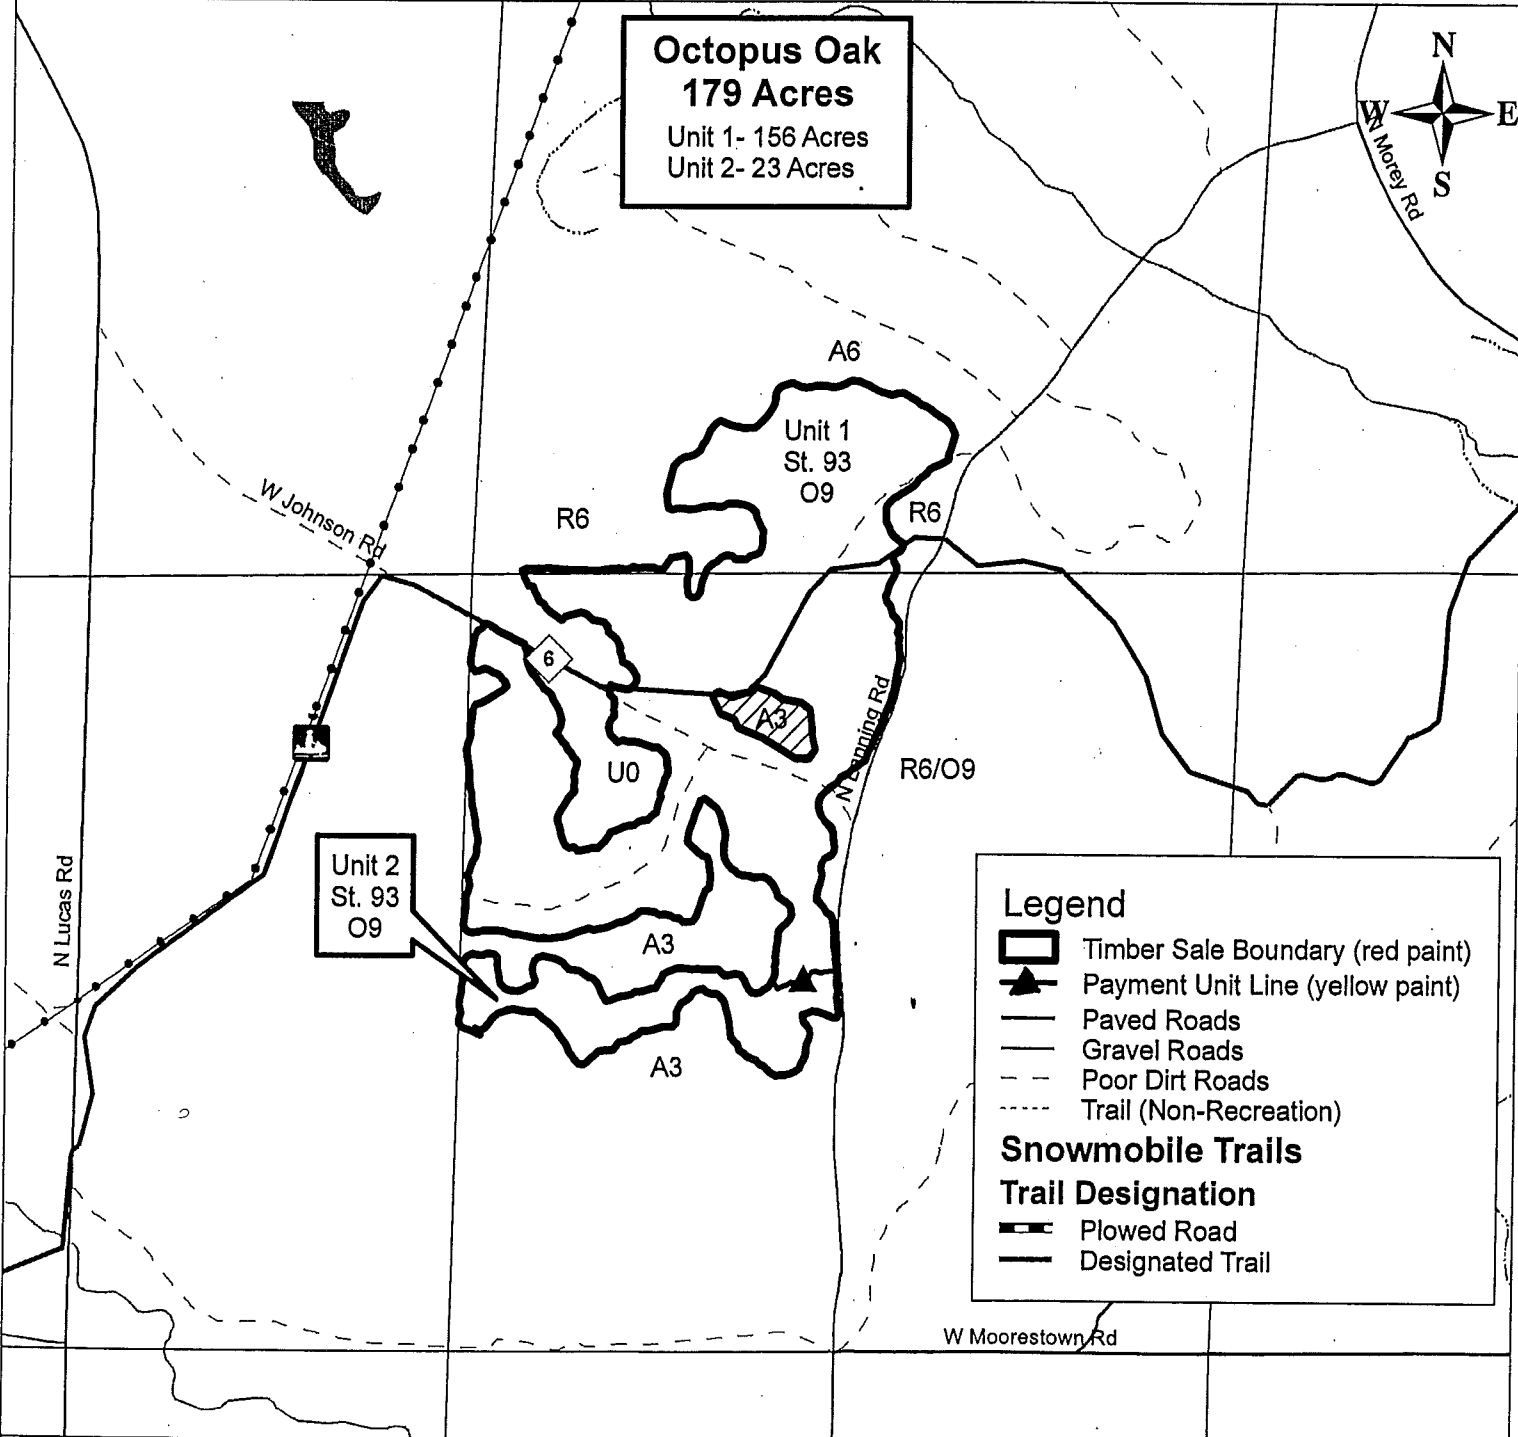 Octopus Oak
179 Acres
Unit 1- 156 Acres
Unit 2- 23 Acres
N
W
E
S
N Morey Rd
A6
Unit 1
St. 93
O9
W Johnson Rd
R6
R6
6
A3
N Lanning Rd
U0
R6/O9
Unit 2
St. 93
O9
N Lucas Rd
A3
A3
Legend
Timber Sale Boundary (red paint)
Payment Unit Line (yellow paint)
Paved Roads
Gravel Roads
Poor Dirt Roads
Trail (Non-Recreation)
Snowmobile Trails
Trail Designation
Plowed Road
Designated Trail
W Moorestown Rd